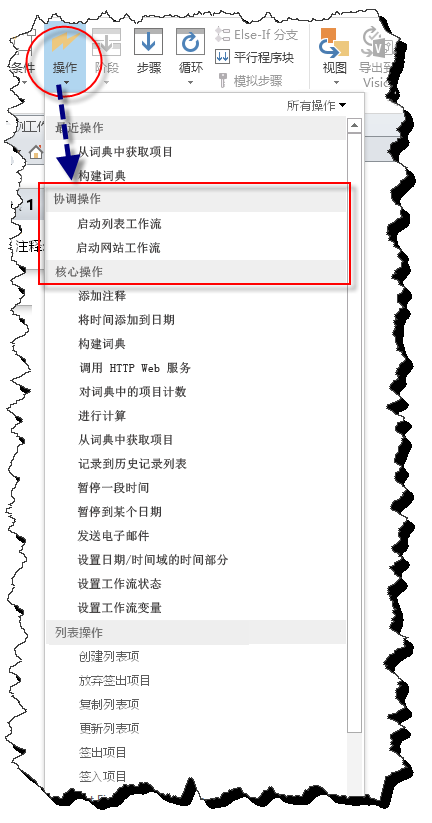 Else-If 分支
平行程序块
模拟步骤
条件
操作
阶段
步骤
循环
视图
导出到
Visio
所有操作
例工作
最近操作
从词典中获取项目
构建词典
协调操作
1
启动列表工作流
注释:
启动网站工作流
核心操作
添加注释
将时间添加到日期
构建词典
调用 HTTP Web 服务
对词典中的项目计数
进行计算
从词典中获取项目
记录到历史记录列表
暂停一段时间
暂停到某个日期
发送电子邮件
设置日期/时间域的时间部分
设置工作流状态
设置工作流变量
列表操作
创建列表项
放弃签出项目
复制列表项
更新列表项
签出项目
签入项目